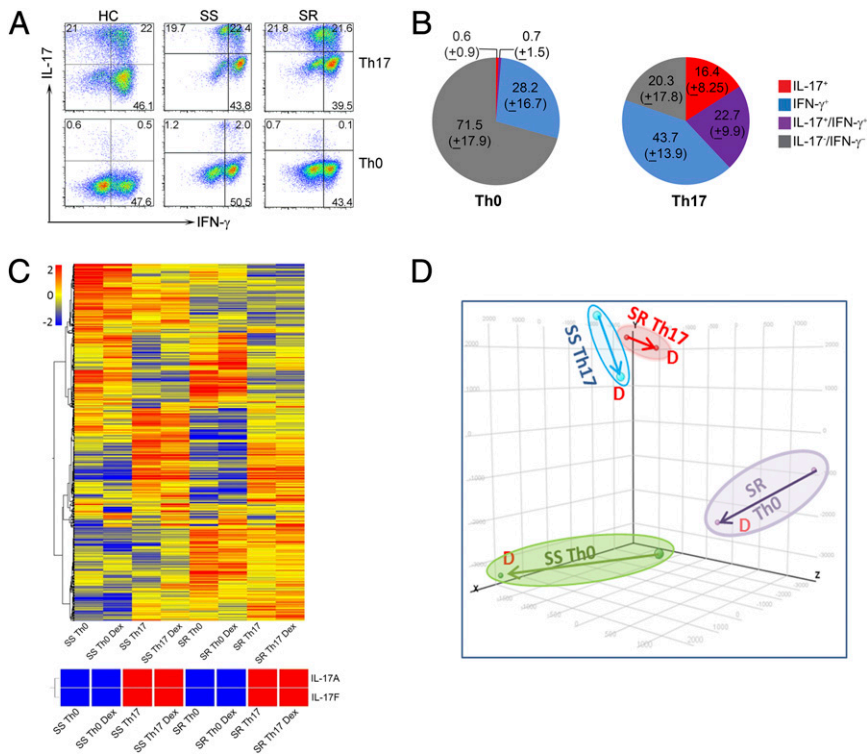 A
HC SS SR
21 22 19.7 22.4 21.8 21.6
IL-17
Th17
46.1 43.8 39.5
0.6 0.5 1.2 2.0 0.7 0.1
Th0
47.6 50.5 43.4
IFN-γ
B
0.6 (±0.9)
0.7 (±1.5)
28.2 (±16.7)
71.5 (±17.9)
Th0
16.4 (±8.25)
22.7 (±9.9)
43.7 (±13.9)
20.3 (±17.8)
Th17
IL-17⁺
IFN-γ⁺
IL-17⁺/IFN-γ⁺
IL-17⁻/IFN-γ⁻
C
2
0
-2
SS Th0
SS Th0 Dex
SS Th17
SS Th17 Dex
SR Th0
SR Th0 Dex
SR Th17
SR Th17 Dex
IL-17A
IL-17F
SS Th0
SS Th0 Dex
SS Th17
SS Th17 Dex
SR Th0
SR Th0 Dex
SR Th17
SR Th17 Dex
D
SS Th17
D
SR Th17
D
SR Th0
D
SS Th0
D
X
Z